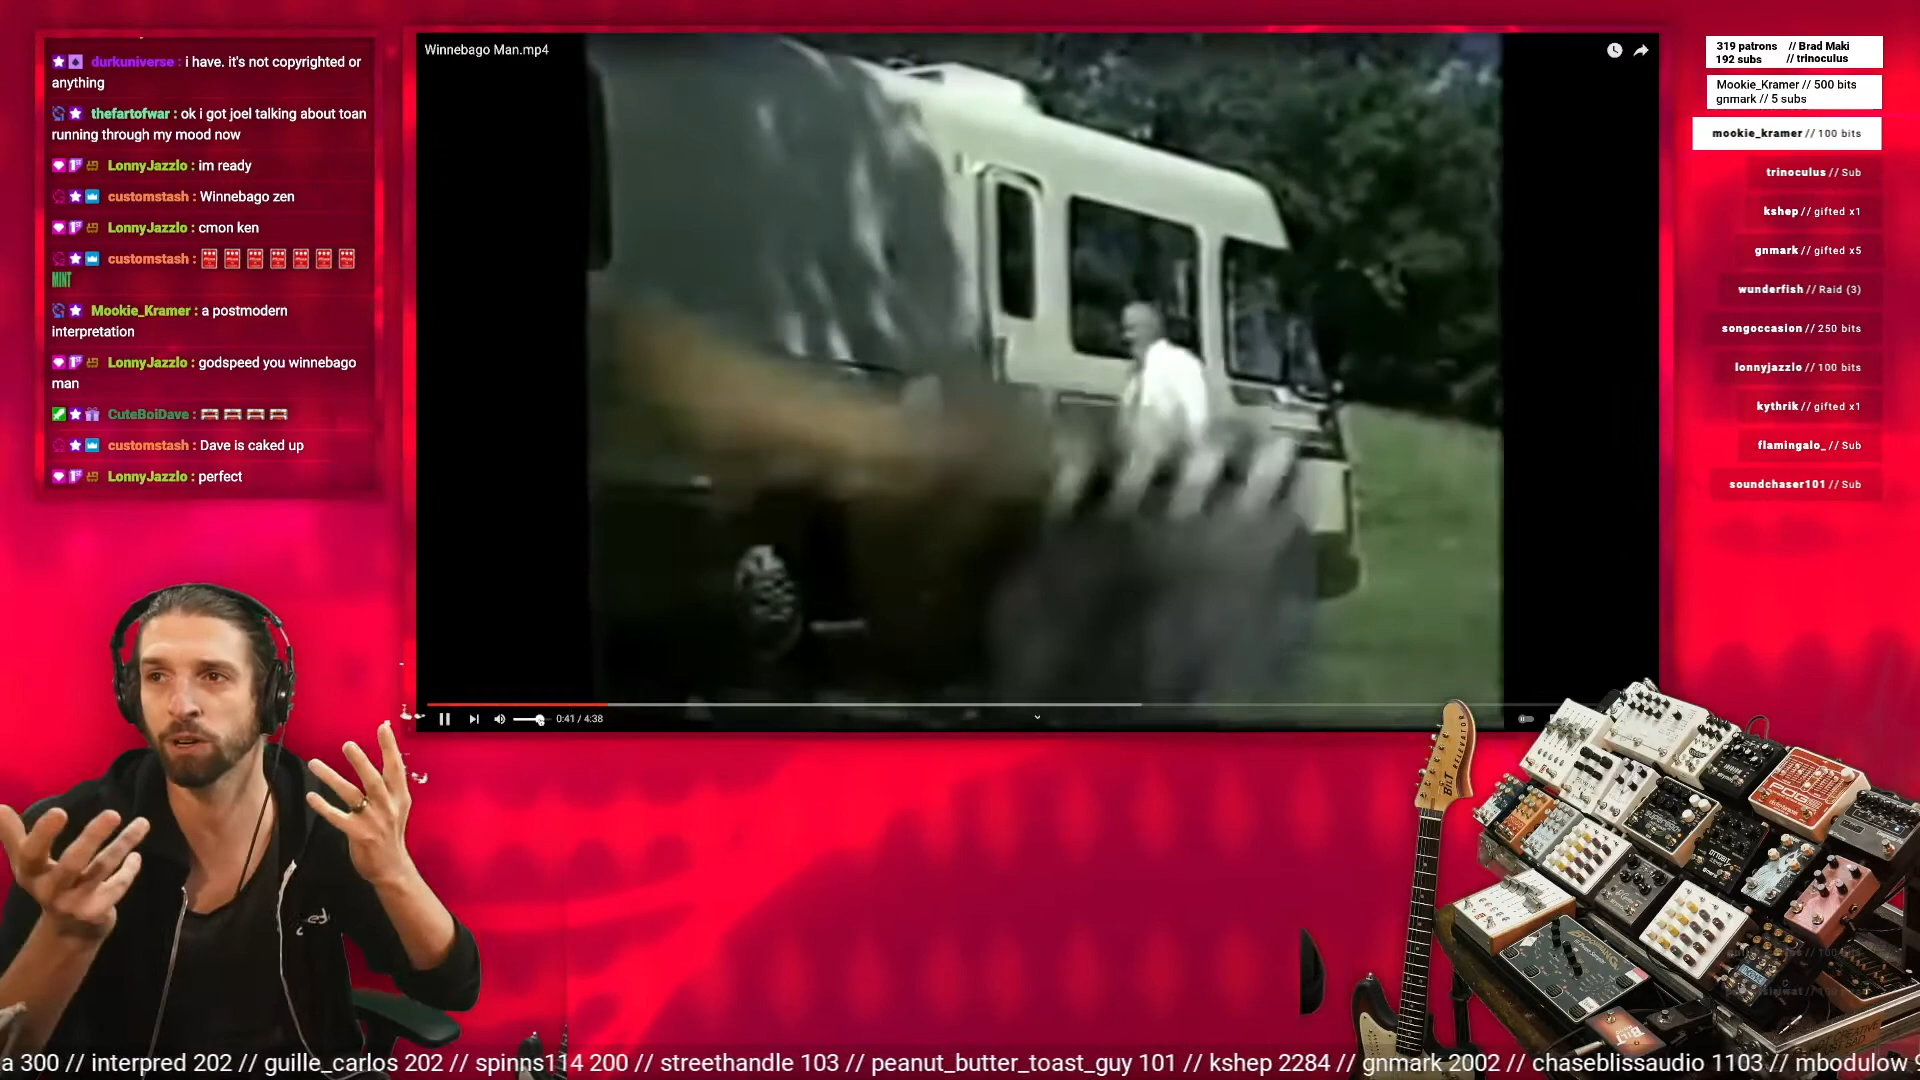 durkuniverse : i have. it's not copyrighted or
anything
thefartofwar : ok i got joel talking about toan
running through my mood now
LonnyJazzlo : im ready
customstash : Winnebago zen
LonnyJazzlo : cmon ken
customstash :
MINT
Mookie_Kramer : a postmodern
interpretation
LonnyJazzlo : godspeed you winnebago
man
CuteBoiDave :
customstash : Dave is caked up
LonnyJazzlo : perfect
Winnebago Man.mp4
0:41 / 4:38
319 patrons // Brad Maki
192 subs // trinoculus
Mookie_Kramer // 500 bits
gnmark // 5 subs
mookie_kramer // 100 bits
trinoculus // Sub
kshep // gifted x1
gnmark // gifted x5
wunderfish // Raid (3)
songoccasion // 250 bits
lonnyjazzlo // 100 bits
kythrik // gifted x1
flamingalo_ // Sub
soundchaser101 // Sub
BilT RELEVATOR
POG
a 300 // interpred 202 // guille_carlos 202 // spinns114 200 // streethandle 103 // peanut_butter_toast_guy 101 // kshep 2284 // gnmark 2002 // chaseblissaudio 1103 // mbodulow 9